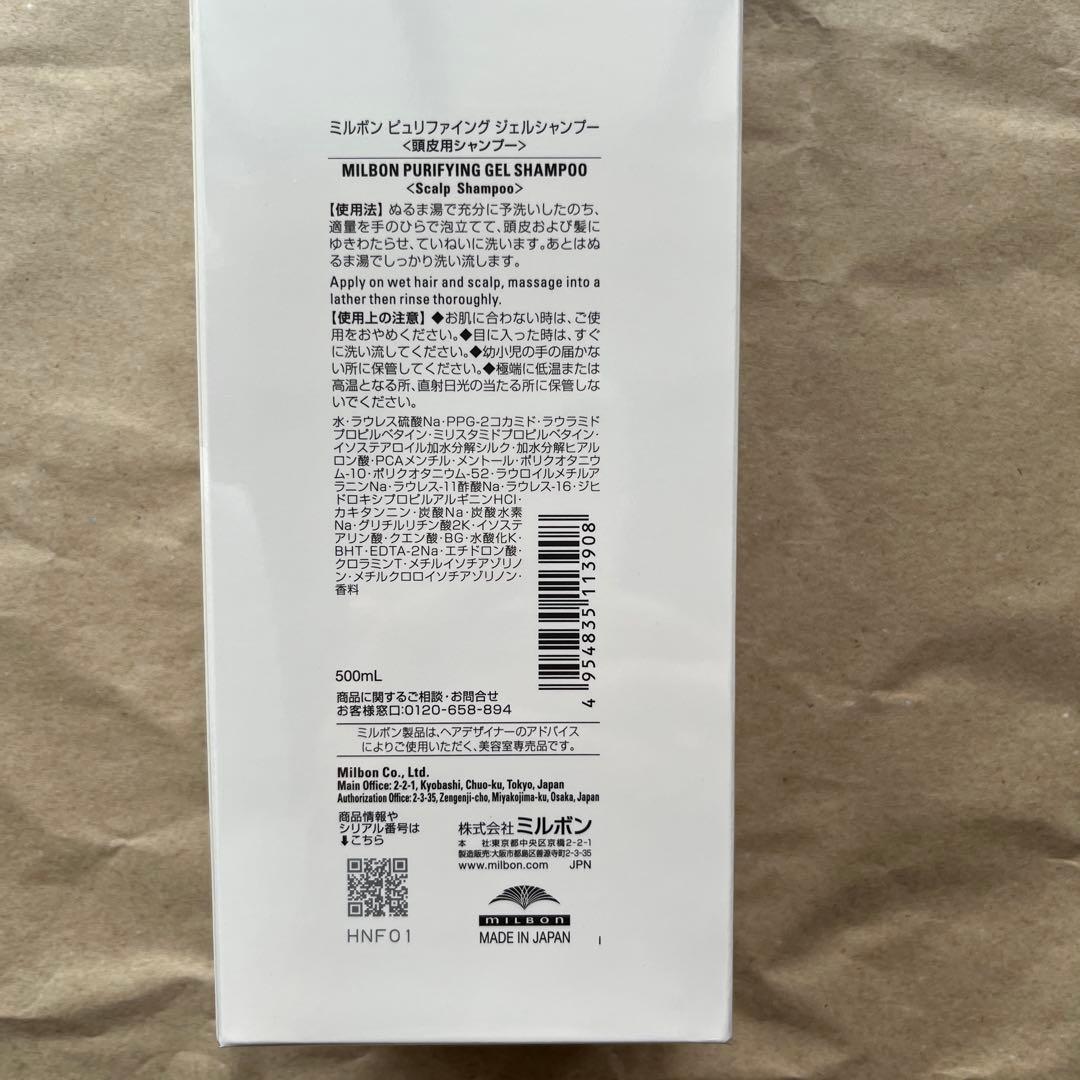 ミルボン ピュリファイング ジェルシャンプー
<頭皮用シャンプー>
MILBON PURIFYING GEL SHAMPOO
<Scalp Shampoo>
【使用法】ぬるま湯で充分に予洗いしたのち、
適量を手のひらで泡立てて、頭皮および髪に
ゆきわたらせ、ていねいに洗います。あとはぬ
るま湯でしっかり洗い流します。
Apply on wet hair and scalp, massage into a
lather then rinse thoroughly.
【使用上の注意】◆お肌に合わない時は、ご使
用をおやめください。◆目に入った時は、すぐ
に洗い流してください。◆幼小児の手の届かな
い所に保管してください。◆極端に低温または
高温となる所、直射日光の当たる所に保管しな
いでください。
水・ラウレス硫酸Na・PPG-2コカミド・ラウラミド
プロピルベタイン・ミリスタミドプロピルベタイン・
イソステアロイル加水分解シルク・加水分解ヒアル
ロン酸・PCAメンチル・メントール・ポリクオタニウ
ム-10・ポリクオタニウム-52・ラウロイルメチルア
ラニンNa・ラウレス-11酢酸Na・ラウレス-16・ジヒ
ドロキシプロピルアルギニンHCl・
カキタンニン・炭酸Na・炭酸水素
Na・グリチルリチン酸2K・イソステ
アリン酸・クエン酸・BG・水酸化K・
BHT・EDTA-2Na・エチドロン酸・
クロラミンT・メチルイソチアゾリノ
ン・メチルクロロイソチアゾリノン・
香料
4954835113908
500mL
商品に関するご相談・お問合せ
お客様窓口:0120-658-894
ミルボン製品は、ヘアデザイナーのアドバイス
によりご使用いただく、美容室専売品です。
Milbon Co., Ltd.
Main Office: 2-2-1, Kyobashi, Chuo-ku, Tokyo, Japan
Authorization Office: 2-3-35, Zengenji-cho, Miyakojima-ku, Osaka, Japan
商品情報や
シリアル番号は
⬇こちら
HNF01
株式会社 ミルボン
本 社:東京都中央区京橋2-2-1
製造販売:大阪市都島区善源寺町2-3-35
www.milbon.com JPN
MILBON
MADE IN JAPAN I